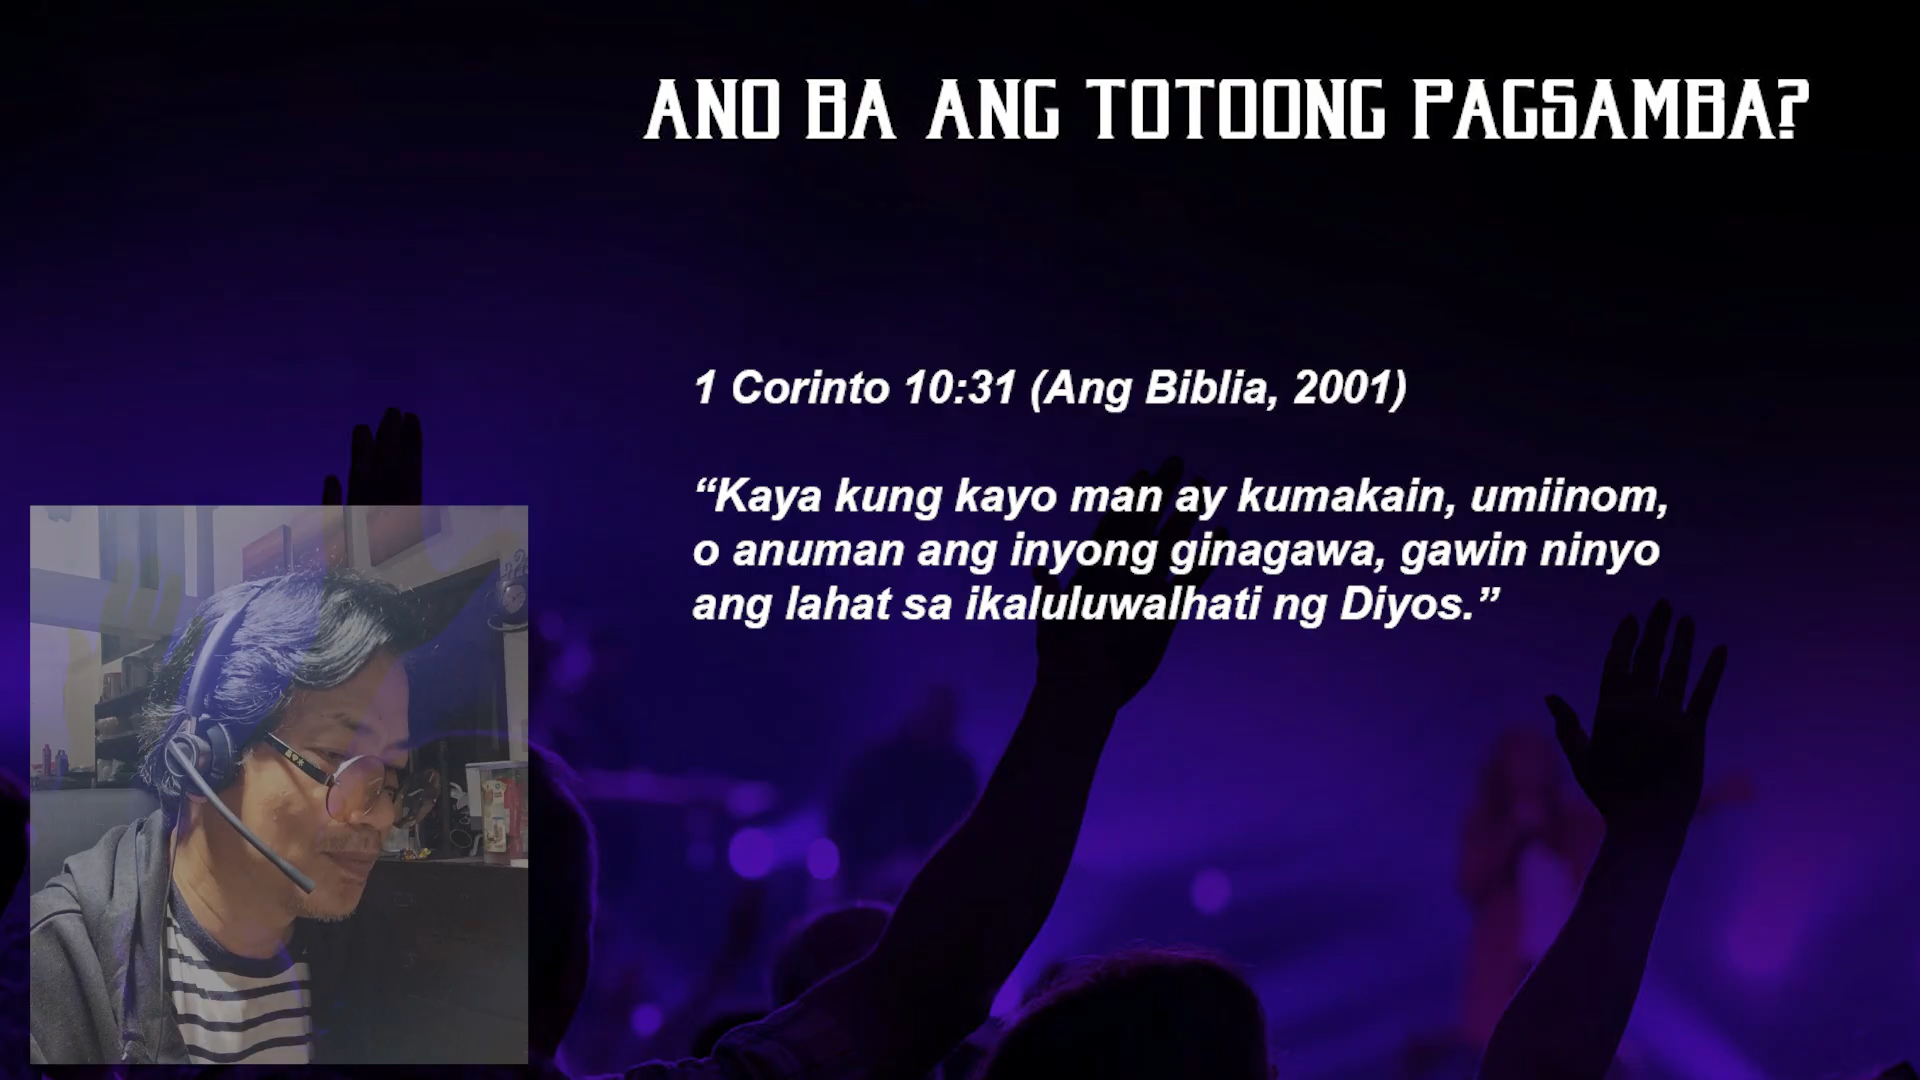 ANO BA ANG TOTOONG PAGSAMBA?
1 Corinto 10:31 (Ang Biblia, 2001)
“Kaya kung kayo man ay kumakain, umiinom,
o anuman ang inyong ginagawa, gawin ninyo
ang lahat sa ikaluluwalhati ng Diyos.”